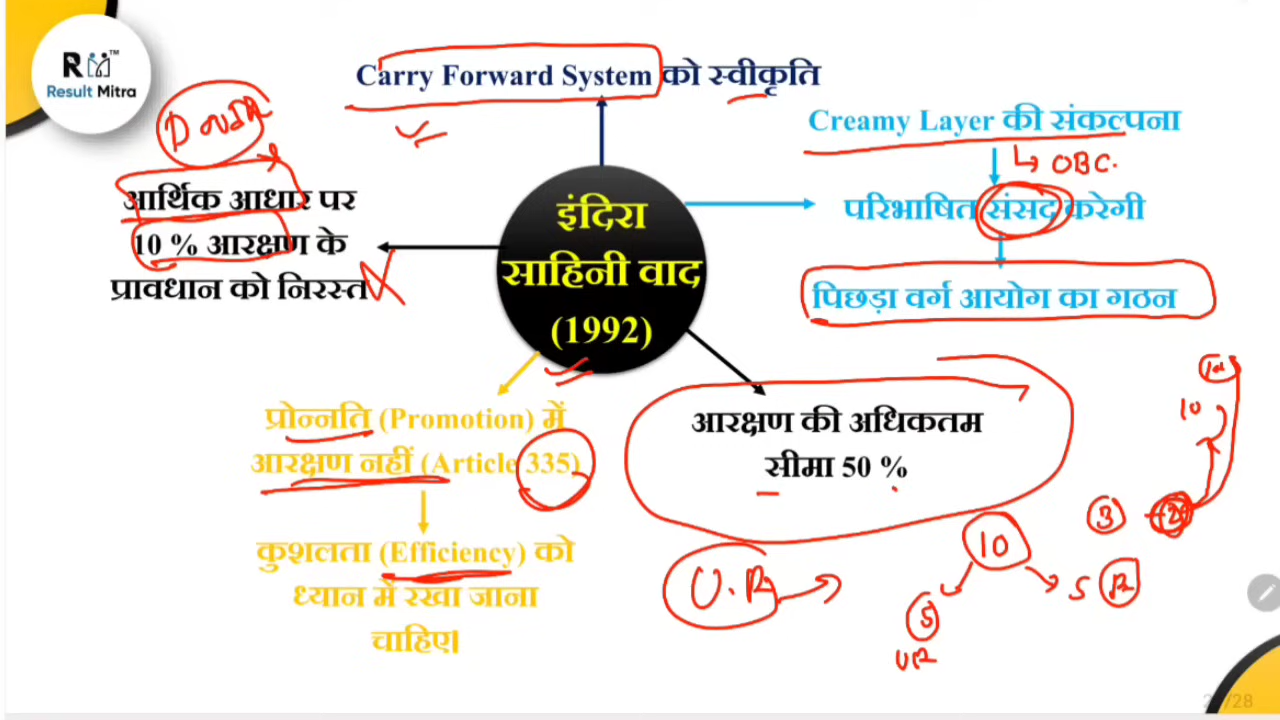 RM™
Result Mitra
Carry Forward System को स्वीकृति
Creamy Layer की संकल्पना
OBC.
परिभाषित संसद करेगी
पिछड़ा वर्ग आयोग का गठन
आर्थिक आधार पर
10 % आरक्षण के
प्रावधान को निरस्त
इंदिरा
साहिनी वाद
(1992)
प्रोन्नति (Promotion) में
आरक्षण नहीं (Article 335)
कुशलता (Efficiency) को
ध्यान में रखा जाना
चाहिए।
आरक्षण की अधिकतम
सीमा 50 %
10
3
10
U.R
5
UR
5 R